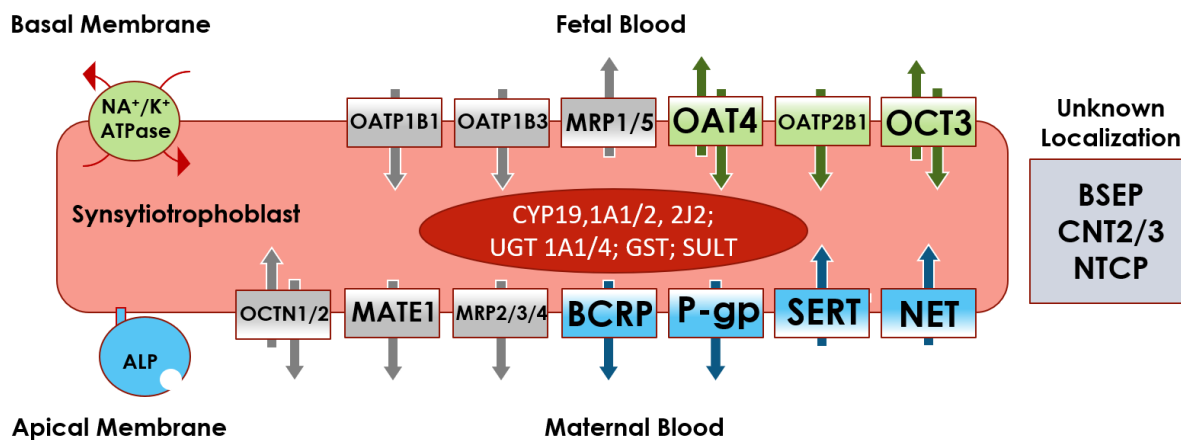 Basal Membrane
Fetal Blood
NA⁺/K⁺
ATPase
OATP1B1
OATP1B3
MRP1/5
OAT4
OATP2B1
OCT3
Unknown
Localization
BSEP
CNT2/3
NTCP
Synsytiotrophoblast
CYP19,1A1/2, 2J2;
UGT 1A1/4; GST; SULT
OCTN1/2
MATE1
MRP2/3/4
BCRP
P-gp
SERT
NET
ALP
Apical Membrane
Maternal Blood